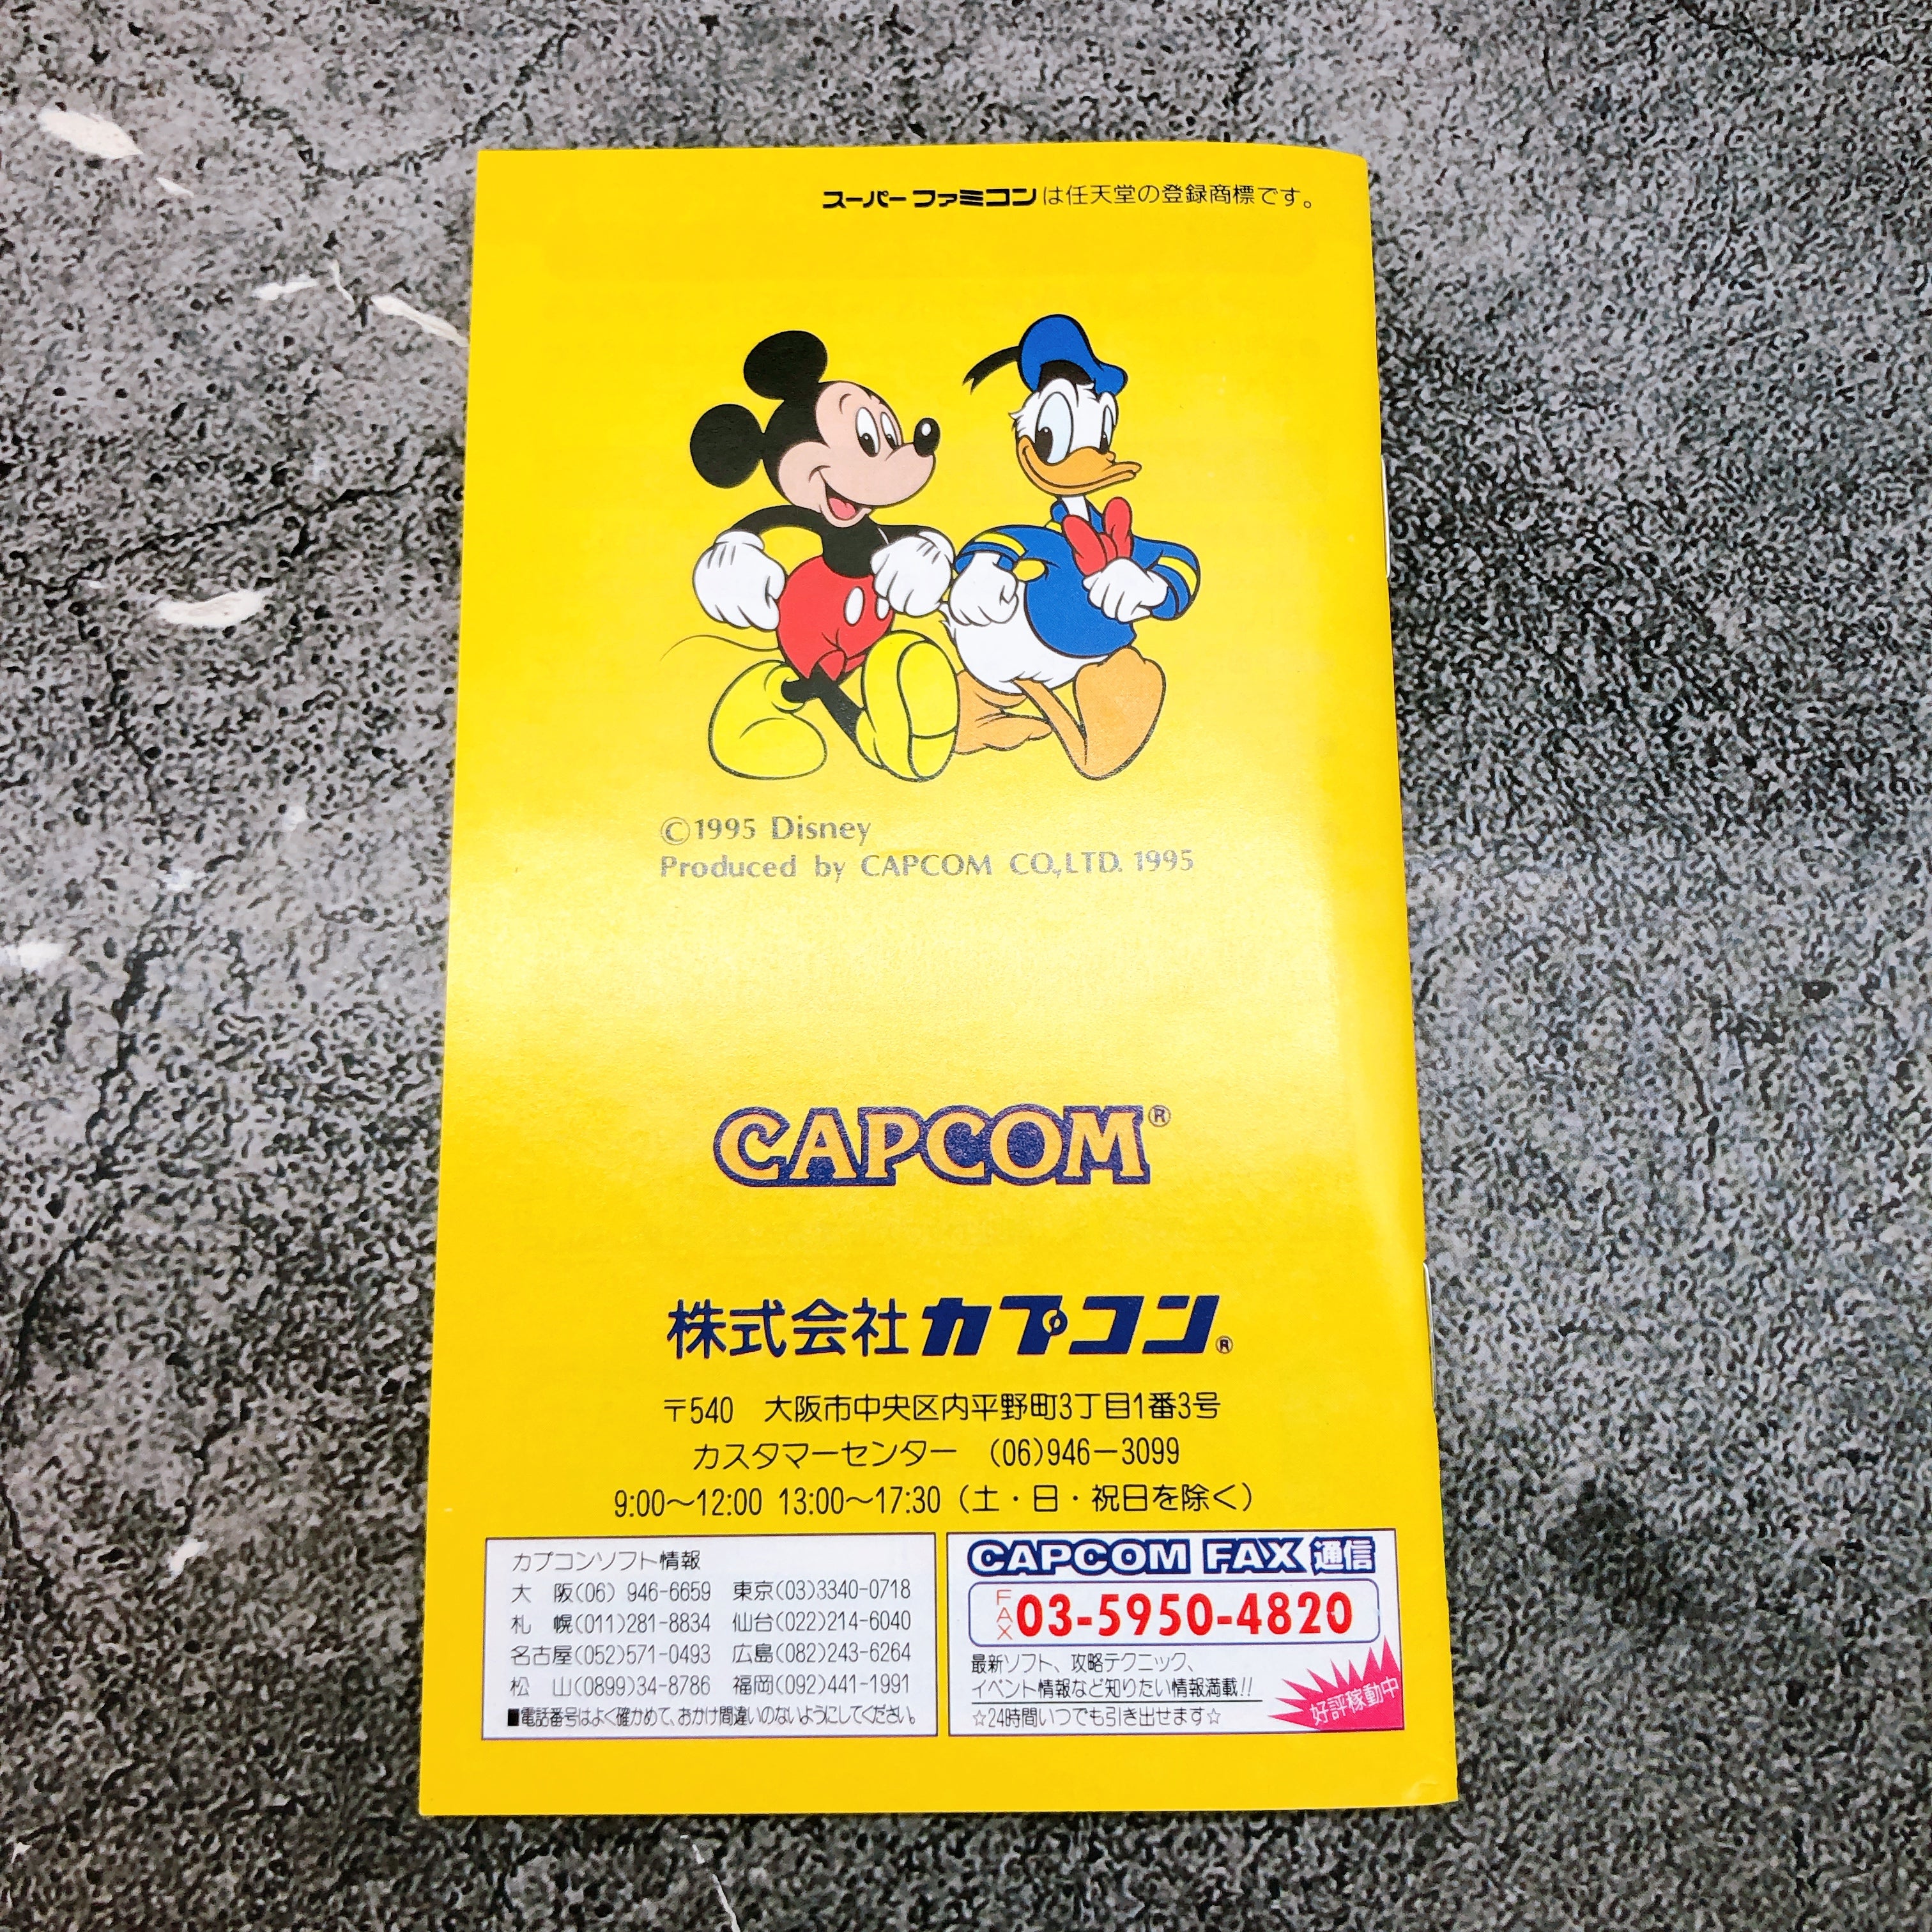 スーパーファミコンは任天堂の登録商標です。
©1995 Disney
Produced by CAPCOM CO.,LTD. 1995
CAPCOM®
株式会社カプコン®
〒540 大阪市中央区内平野町3丁目1番3号
カスタマーセンター (06)946−3099
9:00〜12:00 13:00〜17:30(土・日・祝日を除く)
カプコンソフト情報
大 阪(06) 946-6659 東京(03)3340-0718
札 幌(011)281-8834 仙台(022)214-6040
名古屋(052)571-0493 広島(082)243-6264
松 山(0899)34-8786 福岡(092)441-1991
■電話番号はよく確かめて、おかけ間違いのないようにしてください。
CAPCOM FAX 通信
FAX 03-5950-4820
最新ソフト、攻略テクニック、
イベント情報など知りたい情報満載!!
☆24時間いつでも引き出せます☆
好評稼動中